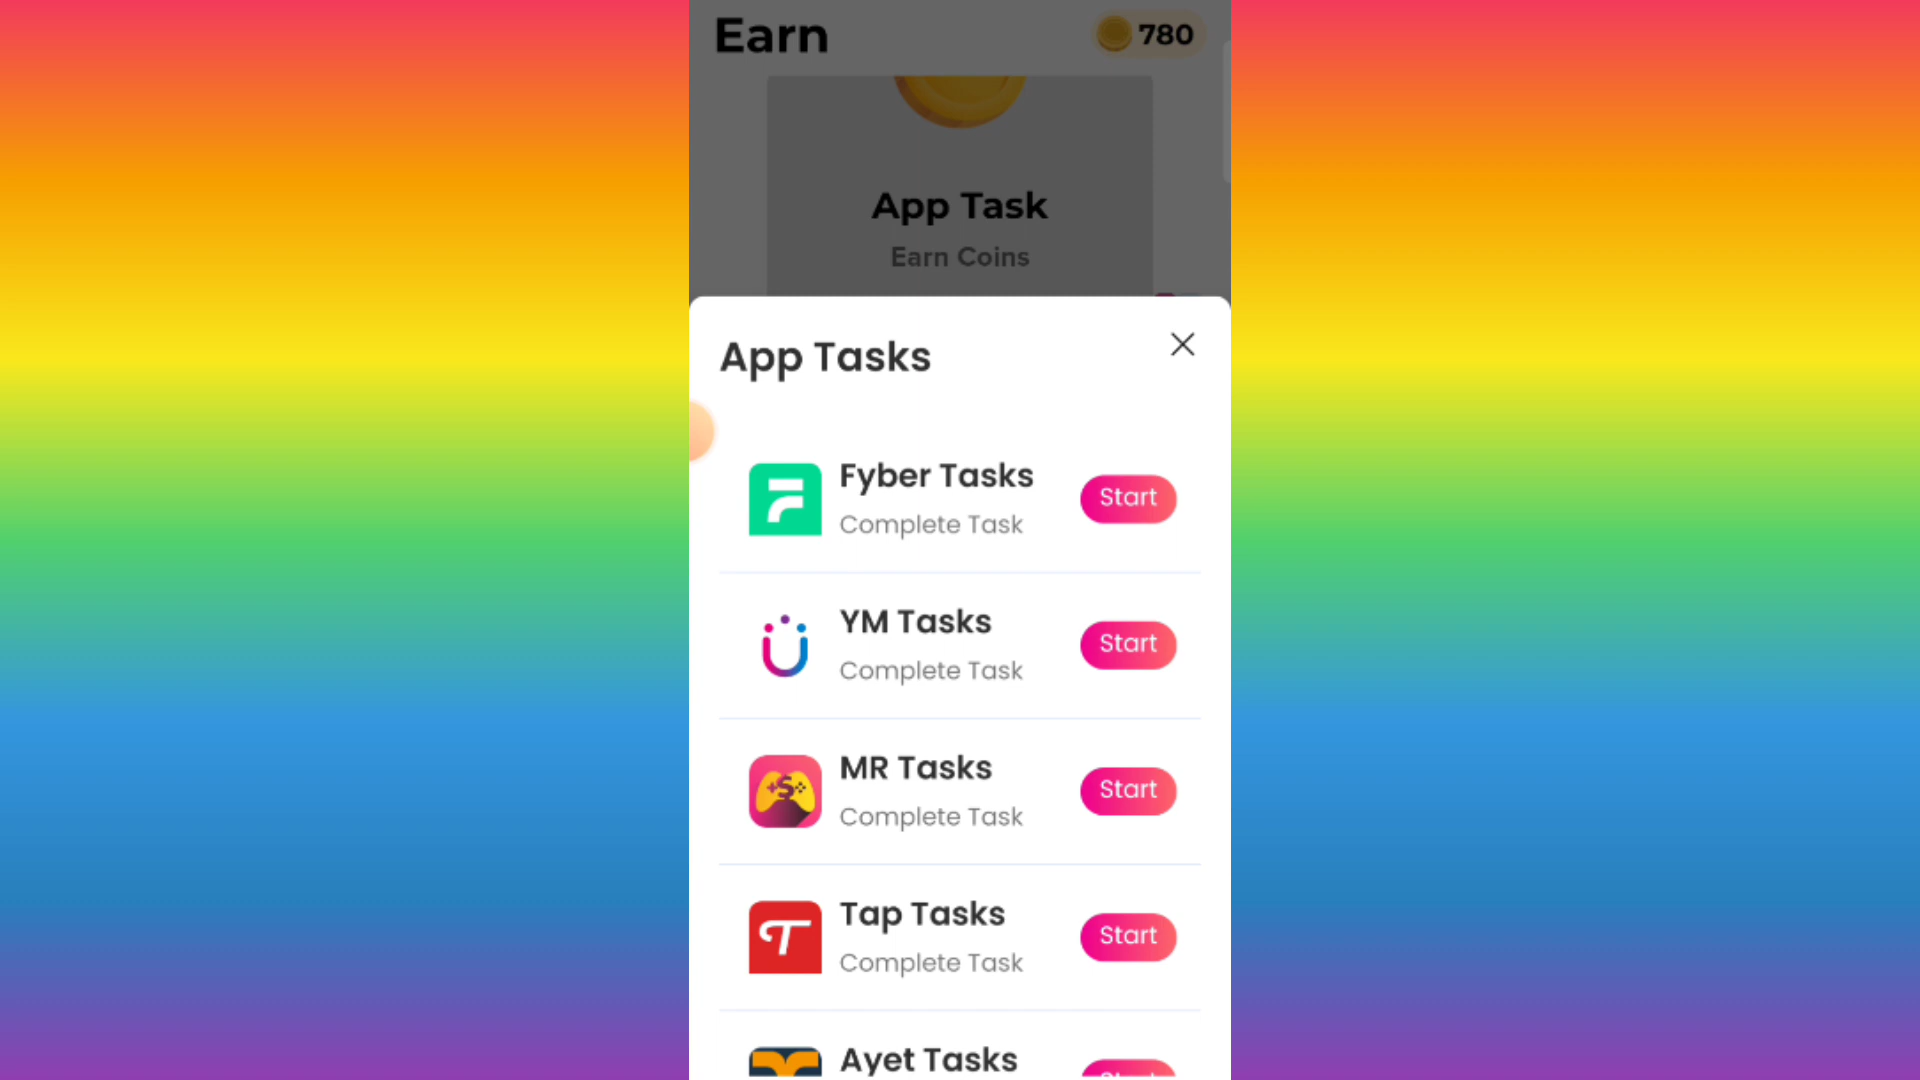 Earn
780
App Task
Earn Coins
App Tasks
Fyber Tasks
Complete Task
Start
YM Tasks
Complete Task
Start
MR Tasks
Complete Task
Start
Tap Tasks
Complete Task
Start
Ayet Tasks